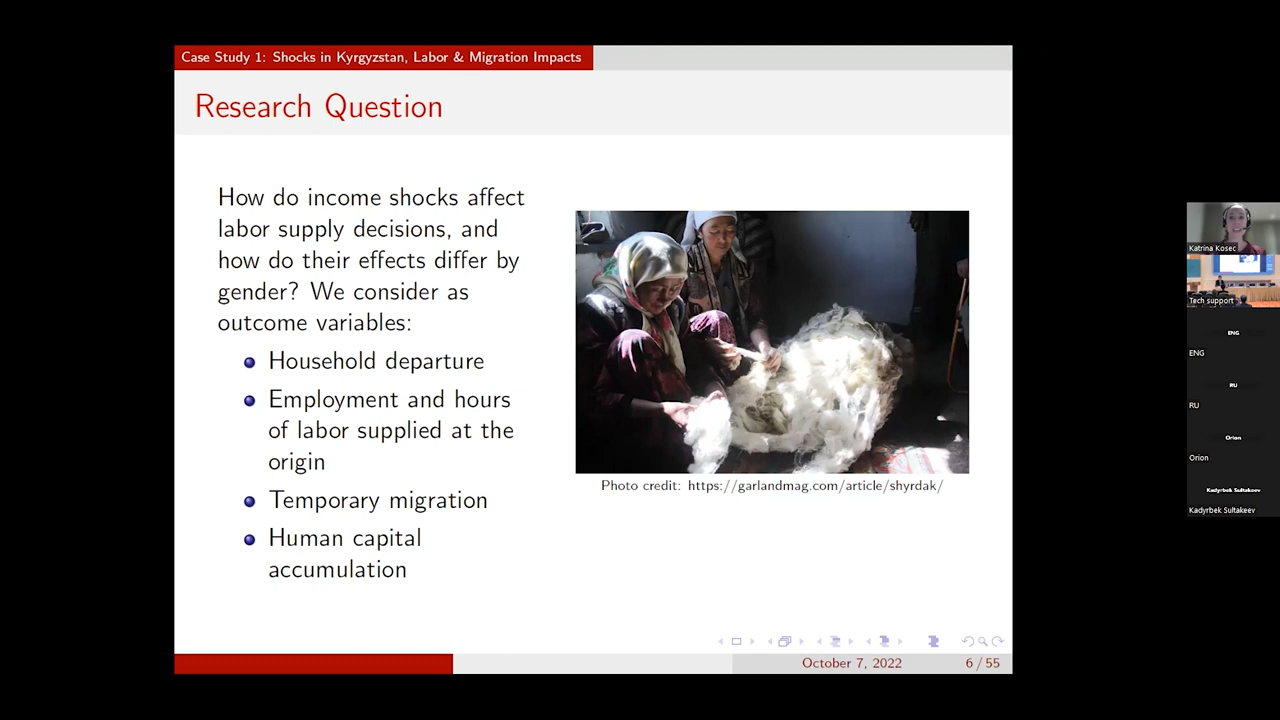 Case Study 1: Shocks in Kyrgyzstan, Labor & Migration Impacts
Research Question
How do income shocks affect
labor supply decisions, and
how do their effects differ by
gender? We consider as
outcome variables:
Household departure
Employment and hours
of labor supplied at the
origin
Temporary migration
Human capital
accumulation
Photo credit: https://garlandmag.com/article/shyrdak/
October 7, 2022
6 / 55
Katrina Kosec
Tech support
ENG
ENG
RU
RU
Orion
Orion
Kadyrbek Sultakeev
Kadyrbek Sultakeev